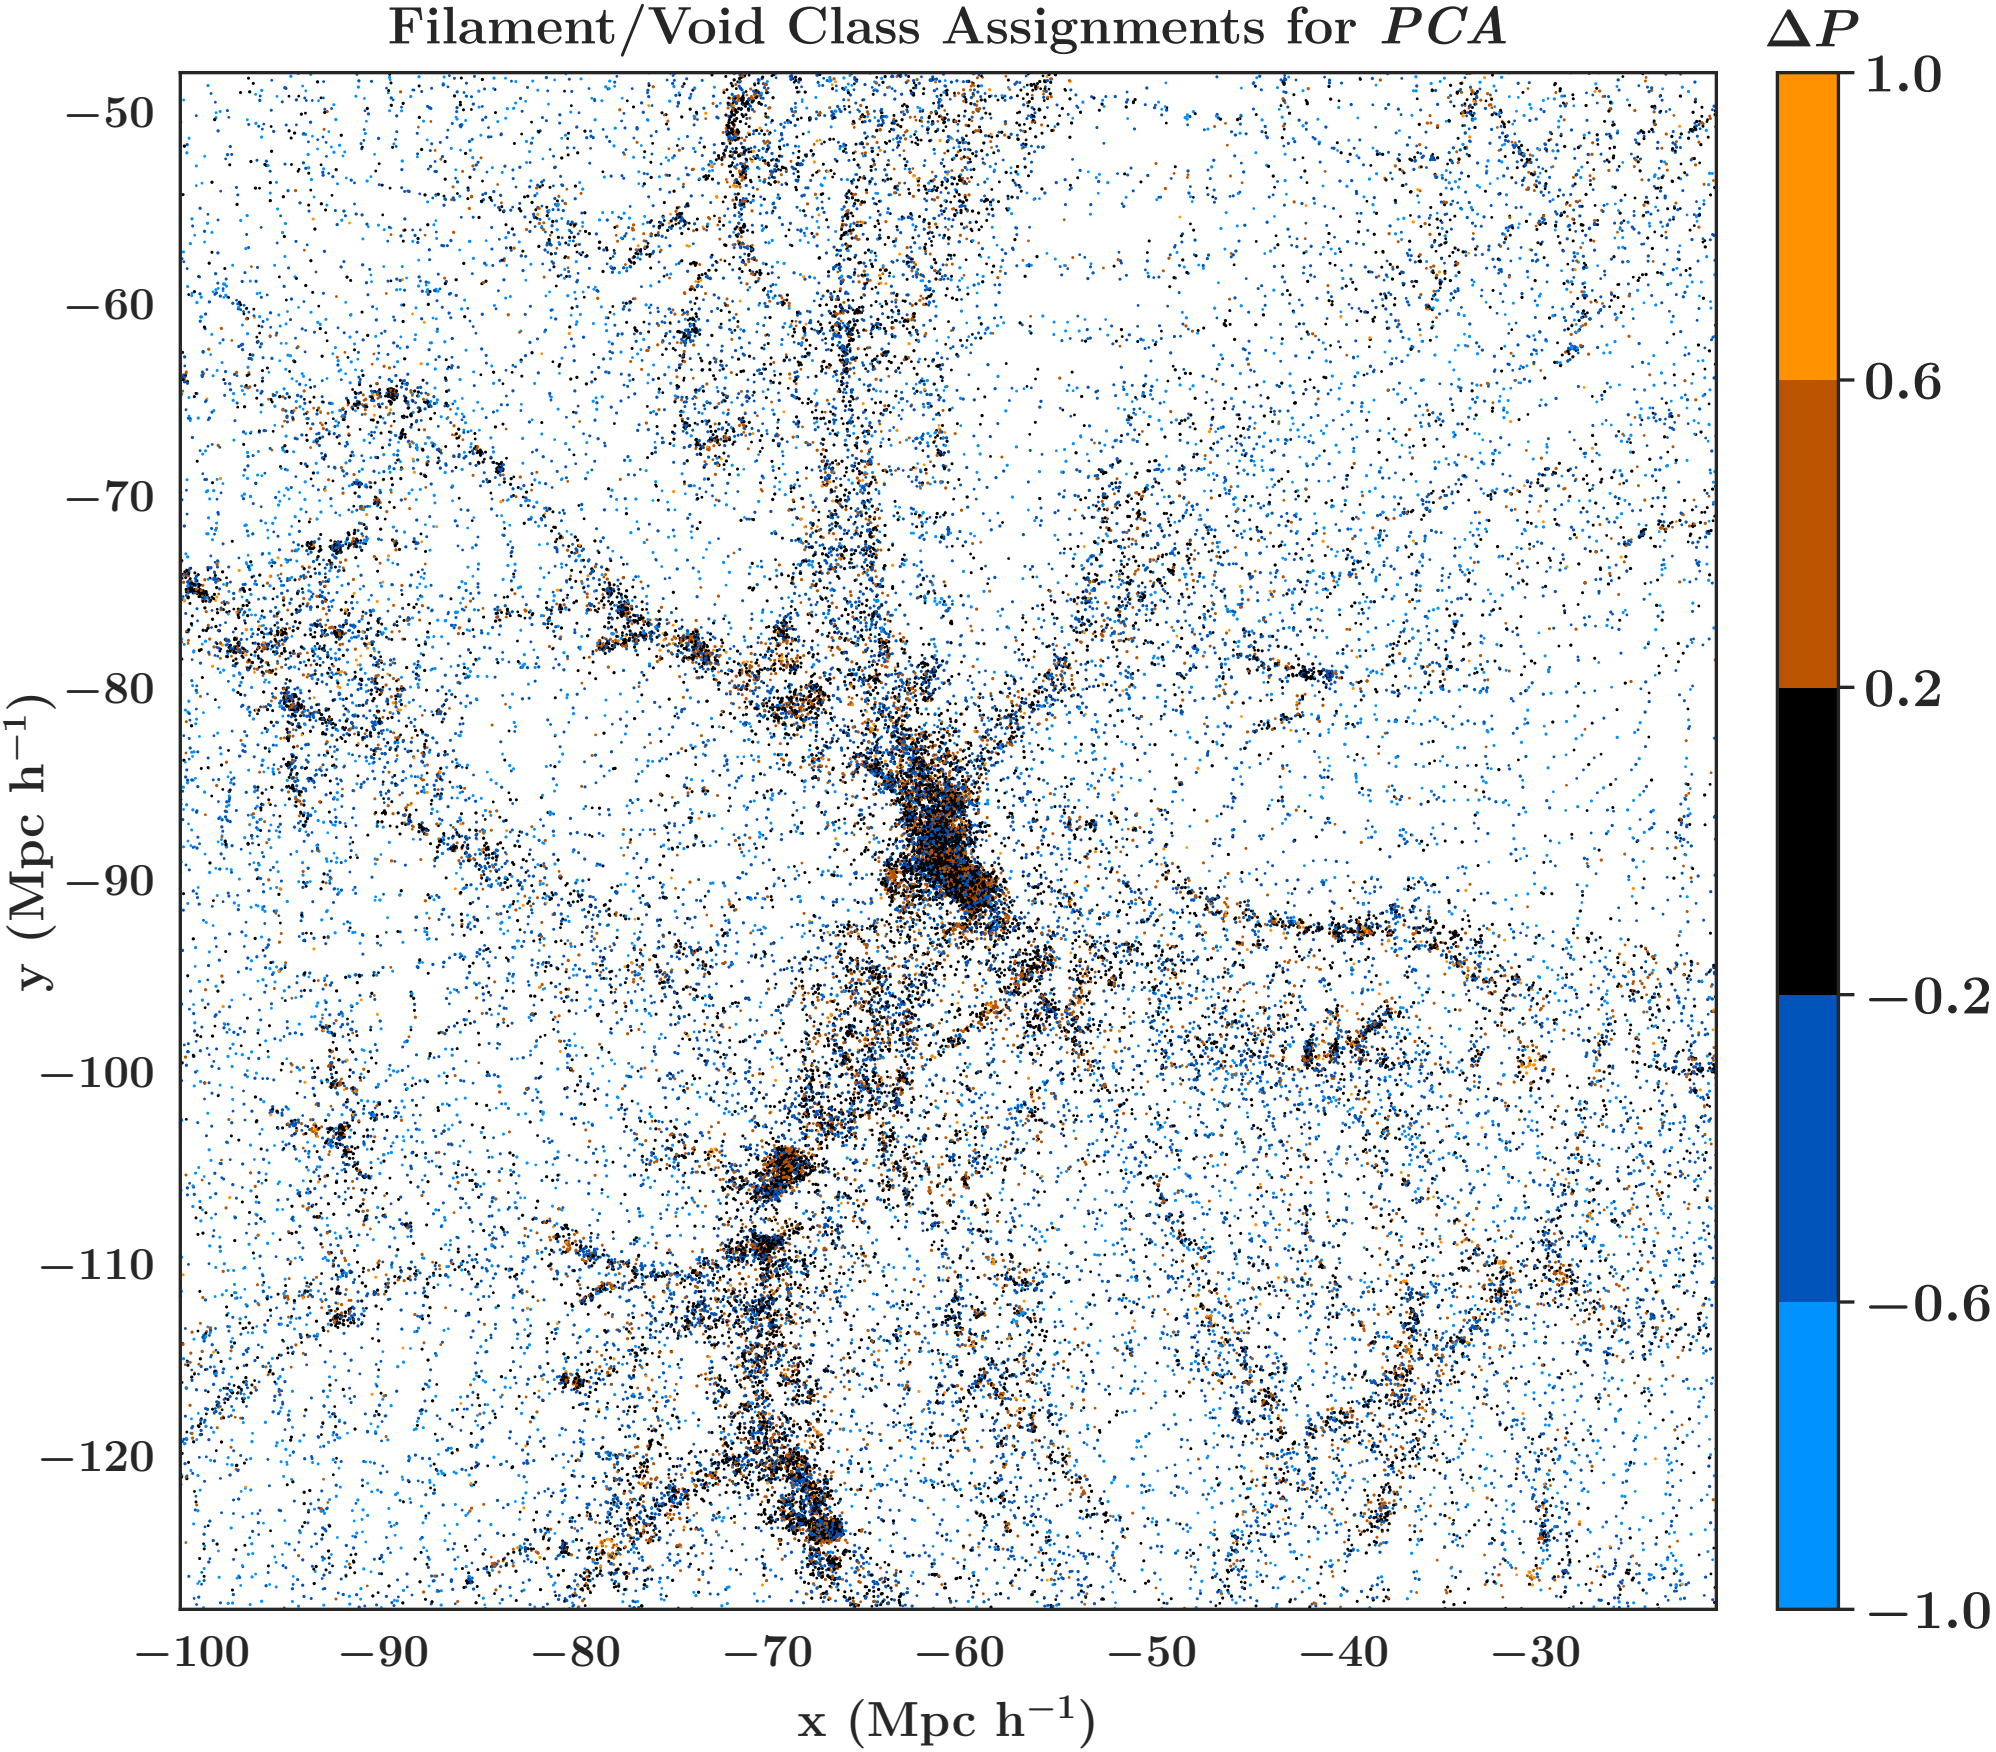 Filament/Void Class Assignments for PCA
ΔP
1.0
0.6
0.2
−0.2
−0.6
−1.0
−50
−60
−70
−80
−90
−100
−110
−120
y (Mpc h⁻¹)
−100 −90 −80 −70 −60 −50 −40 −30
x (Mpc h⁻¹)